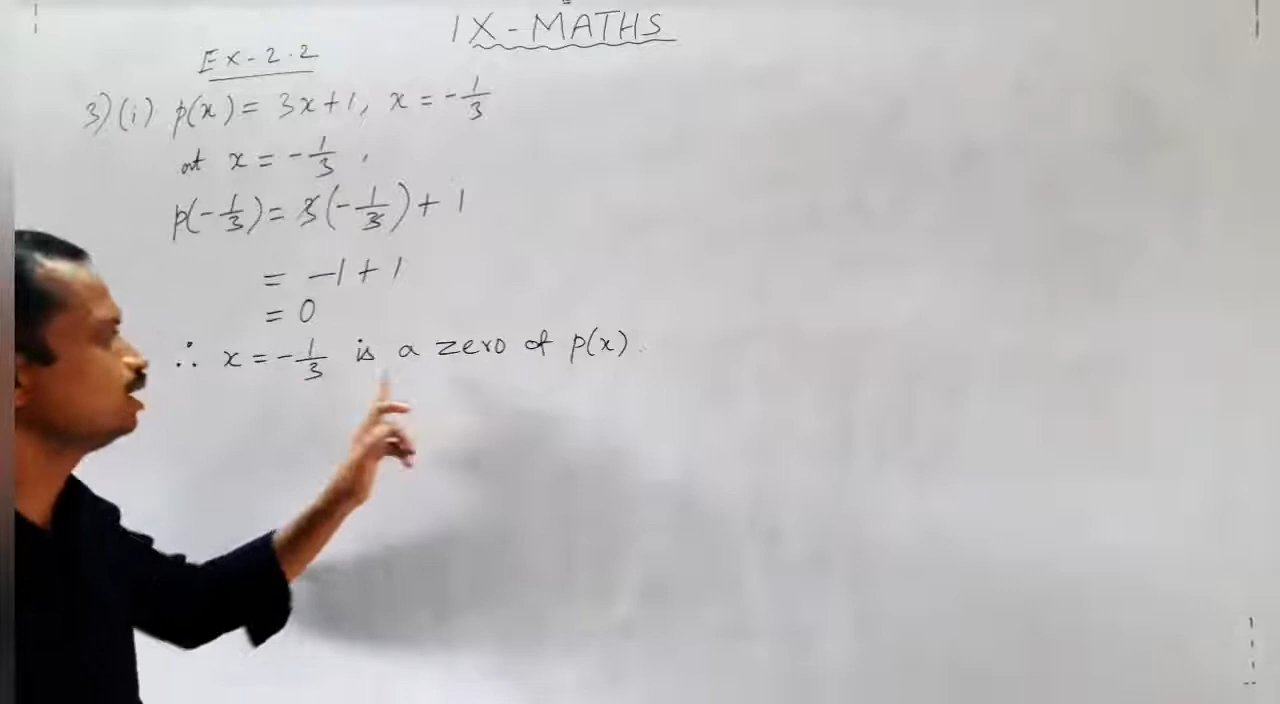 IX-MATHS
Ex-2.2
3)(i) p(x) = 3x+1, x = -1/3
at x = -1/3,
p(-1/3) = 3(-1/3) + 1
= -1+1
= 0
∴ x = -1/3 is a zero of p(x).